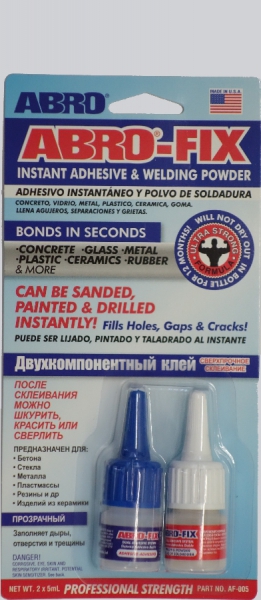 MADE IN U.S.A.
ABRO
ABRO-FIX
INSTANT ADHESIVE & WELDING POWDER
ADHESIVO INSTANTÁNEO Y POLVO DE SOLDADURA
CONCRETO, VIDRIO, METAL, PLASTICO, CERAMICA, GOMA.
LLENA AGUJEROS, SEPARACIONES Y GRIETAS.
BONDS IN SECONDS
·CONCRETE ·GLASS ·METAL
·PLASTIC ·CERAMICS ·RUBBER
& MORE
WILL NOT DRY OUT
IN BOTTLE FOR 12 MONTHS!
ULTRA STRONG
FORMULA
CAN BE SANDED,
PAINTED & DRILLED
INSTANTLY! Fills Holes, Gaps & Cracks!
PUEDE SER LIJADO, PINTADO Y TALADRADO AL INSTANTE
Двухкомпонентный клей
СВЕРХПРОЧНОЕ
СКЛЕИВАНИЕ
ПОСЛЕ
СКЛЕИВАНИЯ
МОЖНО
ШКУРИТЬ,
КРАСИТЬ ИЛИ
СВЕРЛИТЬ
ПРЕДНАЗНАЧЕН ДЛЯ:
• Бетона
• Стекла
• Металла
• Пластмассы
• Резины и др
• Изделий из керамики
ПРОЗРАЧНЫЙ
Заполняет дыры,
отверстия и трещины
DANGER!
ABRO-FIX
ABRO-FIX
NET WT. 2 x 5mL
PROFESSIONAL STRENGTH
PART NO. AF-005